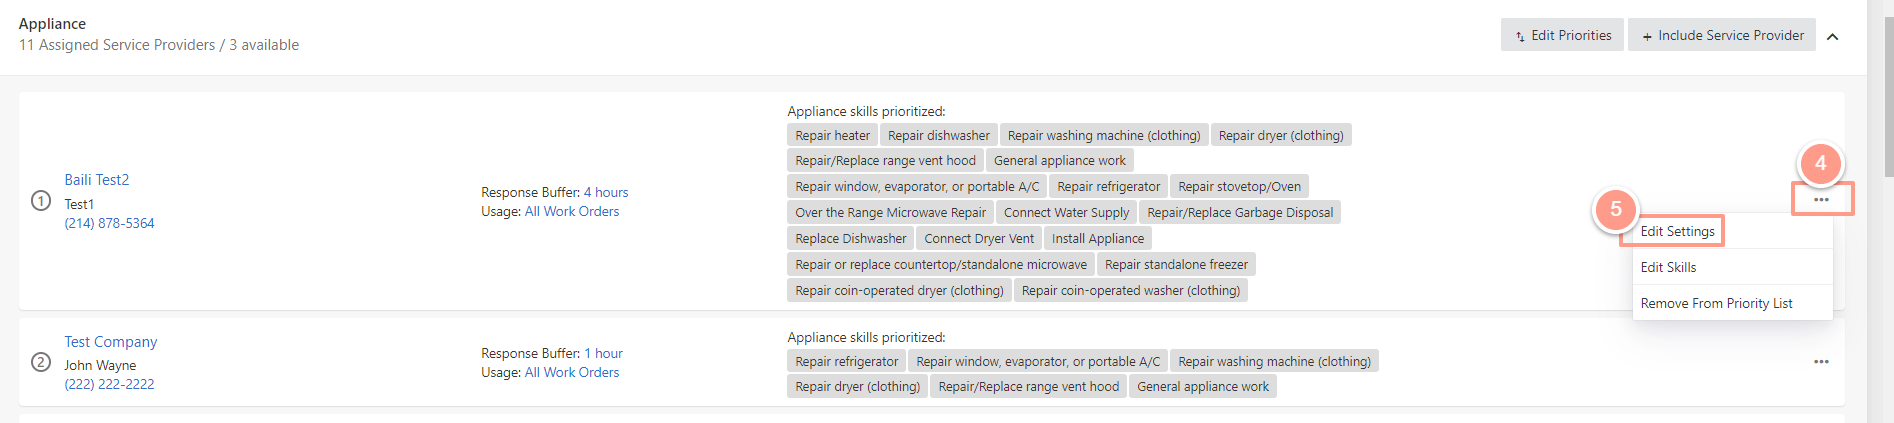 Appliance
11 Assigned Service Providers / 3 available
Edit Priorities
+ Include Service Provider
Appliance skills prioritized:
Repair heater Repair dishwasher Repair washing machine (clothing) Repair dryer (clothing)
Repair/Replace range vent hood General appliance work
4
1
Baili Test2
Test1
(214) 878-5364
Response Buffer: 4 hours
Usage: All Work Orders
Repair window, evaporator, or portable A/C Repair refrigerator Repair stovetop/Oven
Over the Range Microwave Repair Connect Water Supply Repair/Replace Garbage Disposal
Replace Dishwasher Connect Dryer Vent Install Appliance
Repair or replace countertop/standalone microwave Repair standalone freezer
Repair coin-operated dryer (clothing) Repair coin-operated washer (clothing)
•••
5
Edit Settings
Edit Skills
Remove From Priority List
2
Test Company
John Wayne
(222) 222-2222
Response Buffer: 1 hour
Usage: All Work Orders
Appliance skills prioritized:
Repair refrigerator Repair window, evaporator, or portable A/C Repair washing machine (clothing)
Repair dryer (clothing) Repair/Replace range vent hood General appliance work
•••